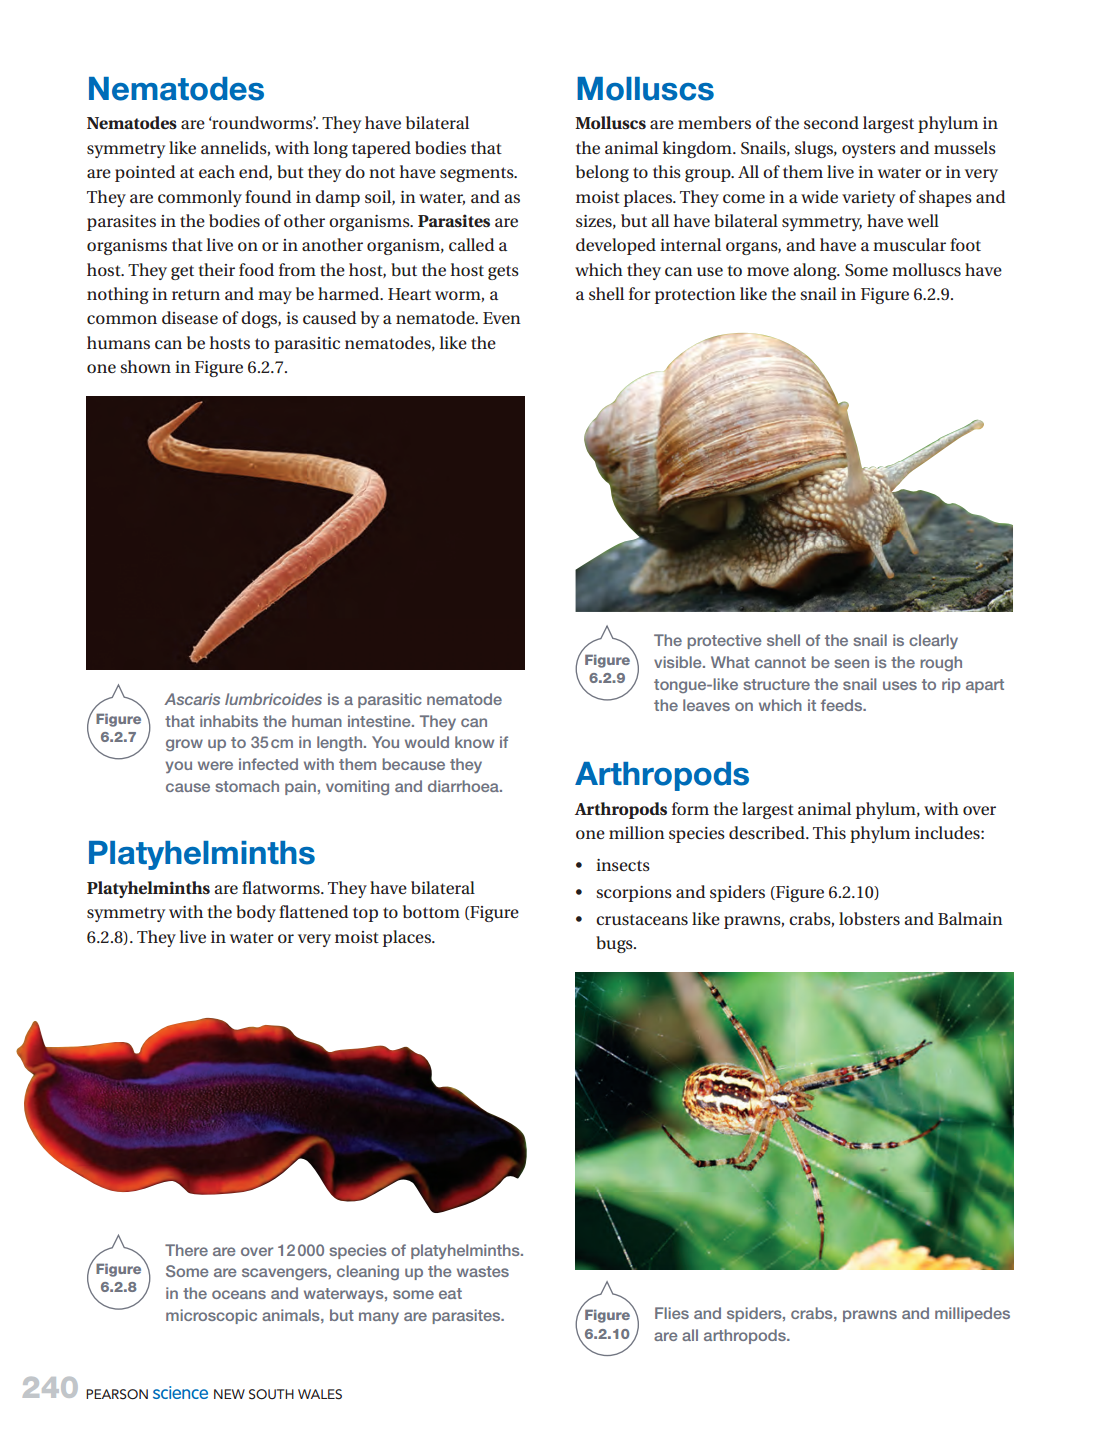 Nematodes
Nematodes are ‘roundworms’. They have bilateral
symmetry like annelids, with long tapered bodies that
are pointed at each end, but they do not have segments.
They are commonly found in damp soil, in water, and as
parasites in the bodies of other organisms. Parasites are
organisms that live on or in another organism, called a
host. They get their food from the host, but the host gets
nothing in return and may be harmed. Heart worm, a
common disease of dogs, is caused by a nematode. Even
humans can be hosts to parasitic nematodes, like the
one shown in Figure 6.2.7.
Figure
6.2.7
Ascaris lumbricoides is a parasitic nematode
that inhabits the human intestine. They can
grow up to 35 cm in length. You would know if
you were infected with them because they
cause stomach pain, vomiting and diarrhoea.
Platyhelminths
Platyhelminths are flatworms. They have bilateral
symmetry with the body flattened top to bottom (Figure
6.2.8). They live in water or very moist places.
Figure
6.2.8
There are over 12 000 species of platyhelminths.
Some are scavengers, cleaning up the wastes
in the oceans and waterways, some eat
microscopic animals, but many are parasites.
Molluscs
Molluscs are members of the second largest phylum in
the animal kingdom. Snails, slugs, oysters and mussels
belong to this group. All of them live in water or in very
moist places. They come in a wide variety of shapes and
sizes, but all have bilateral symmetry, have well
developed internal organs, and have a muscular foot
which they can use to move along. Some molluscs have
a shell for protection like the snail in Figure 6.2.9.
Figure
6.2.9
The protective shell of the snail is clearly
visible. What cannot be seen is the rough
tongue-like structure the snail uses to rip apart
the leaves on which it feeds.
Arthropods
Arthropods form the largest animal phylum, with over
one million species described. This phylum includes:
• insects
• scorpions and spiders (Figure 6.2.10)
• crustaceans like prawns, crabs, lobsters and Balmain
bugs.
Figure
6.2.10
Flies and spiders, crabs, prawns and millipedes
are all arthropods.
240 PEARSON science NEW SOUTH WALES